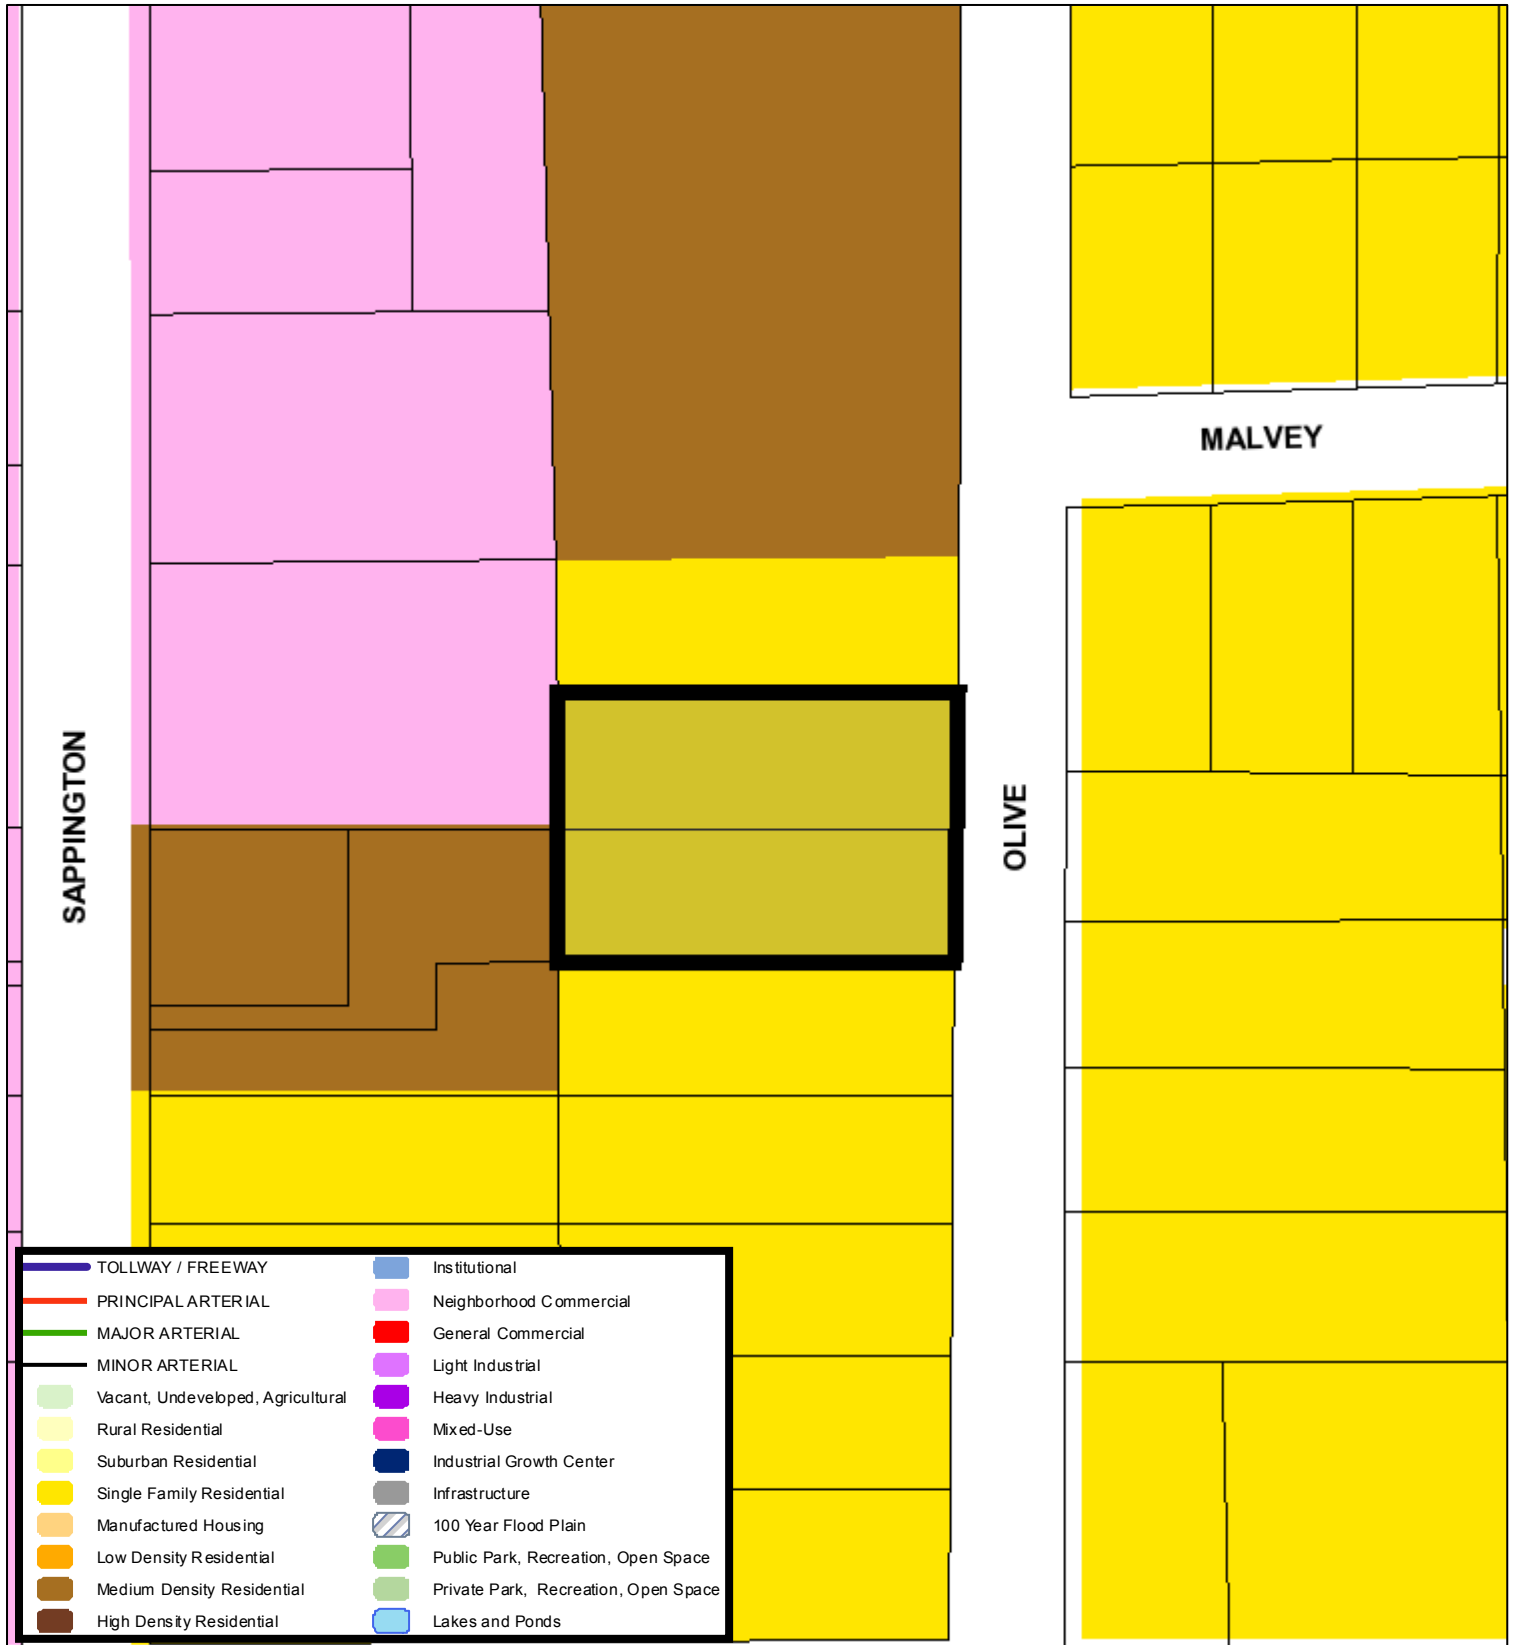 MALVEY
SAPPINGTON
OLIVE
TOLLWAY / FREEWAY
PRINCIPAL ARTERIAL
MAJOR ARTERIAL
MINOR ARTERIAL
Vacant, Undeveloped, Agricultural
Rural Residential
Suburban Residential
Single Family Residential
Manufactured Housing
Low Density Residential
Medium Density Residential
High Density Residential
Institutional
Neighborhood Commercial
General Commercial
Light Industrial
Heavy Industrial
Mixed-Use
Industrial Growth Center
Infrastructure
100 Year Flood Plain
Public Park, Recreation, Open Space
Private Park, Recreation, Open Space
Lakes and Ponds